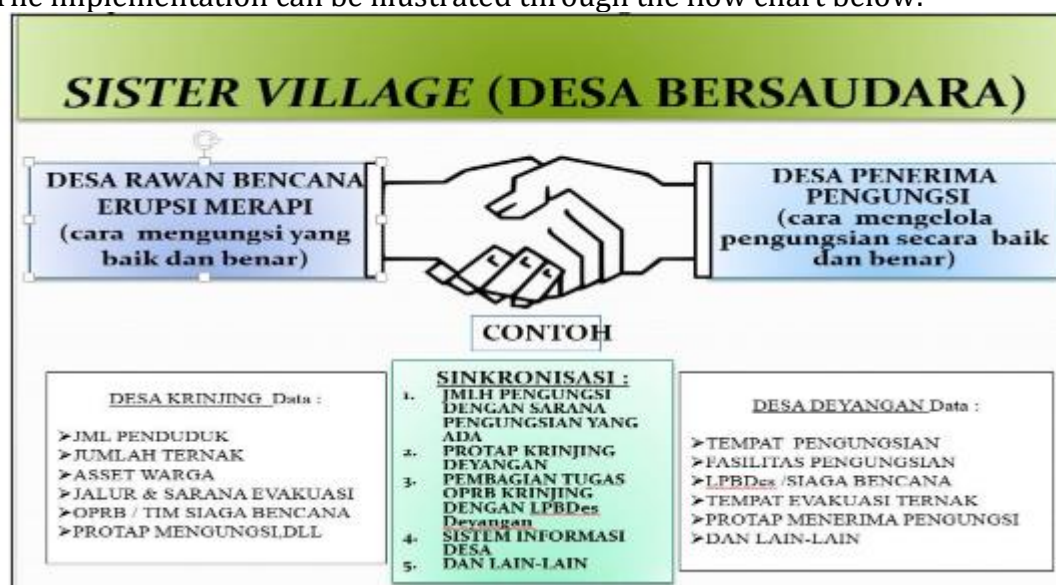 The implementation can be illustrated through the flow chart below:
SISTER VILLAGE (DESA BERSAUDARA)
DESA RAWAN BENCANA
ERUPSI MERAPI
(cara mengungsi yang
baik dan benar)
DESA PENERIMA
PENGUNGSI
(cara mengelola
pengungsian secara baik
dan benar)
CONTOH
DESA KRINJING Data :
➢JML PENDUDUK
➢JUMLAH TERNAK
➢ASSET WARGA
➢JALUR & SARANA EVAKUASI
➢OPRB / TIM SIAGA BENCANA
➢PROTAP MENGUNGSI,DLL
SINKRONISASI :
1. JMLH PENGUNGSI
DENGAN SARANA
PENGUNGSIAN YANG
ADA
2. PROTAP KRINJING
DEYANGAN
3. PEMBAGIAN TUGAS
OPRB KRINJING
DENGAN LPBDes
Deyangan
4. SISTEM INFORMASI
DESA
5. DAN LAIN-LAIN
DESA DEYANGAN Data :
➢TEMPAT PENGUNGSIAN
➢FASILITAS PENGUNGSIAN
➢LPBDes /SIAGA BENCANA
➢TEMPAT EVAKUASI TERNAK
➢PROTAP MENERIMA PENGUNGSI
➢DAN LAIN-LAIN